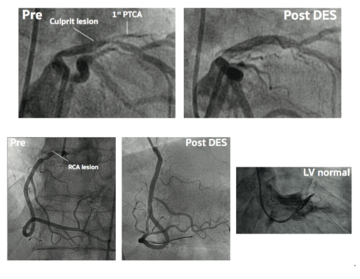 Pre
Culprit lesion
1st PTCA
Post DES
Pre
RCA lesion
Post DES
LV normal